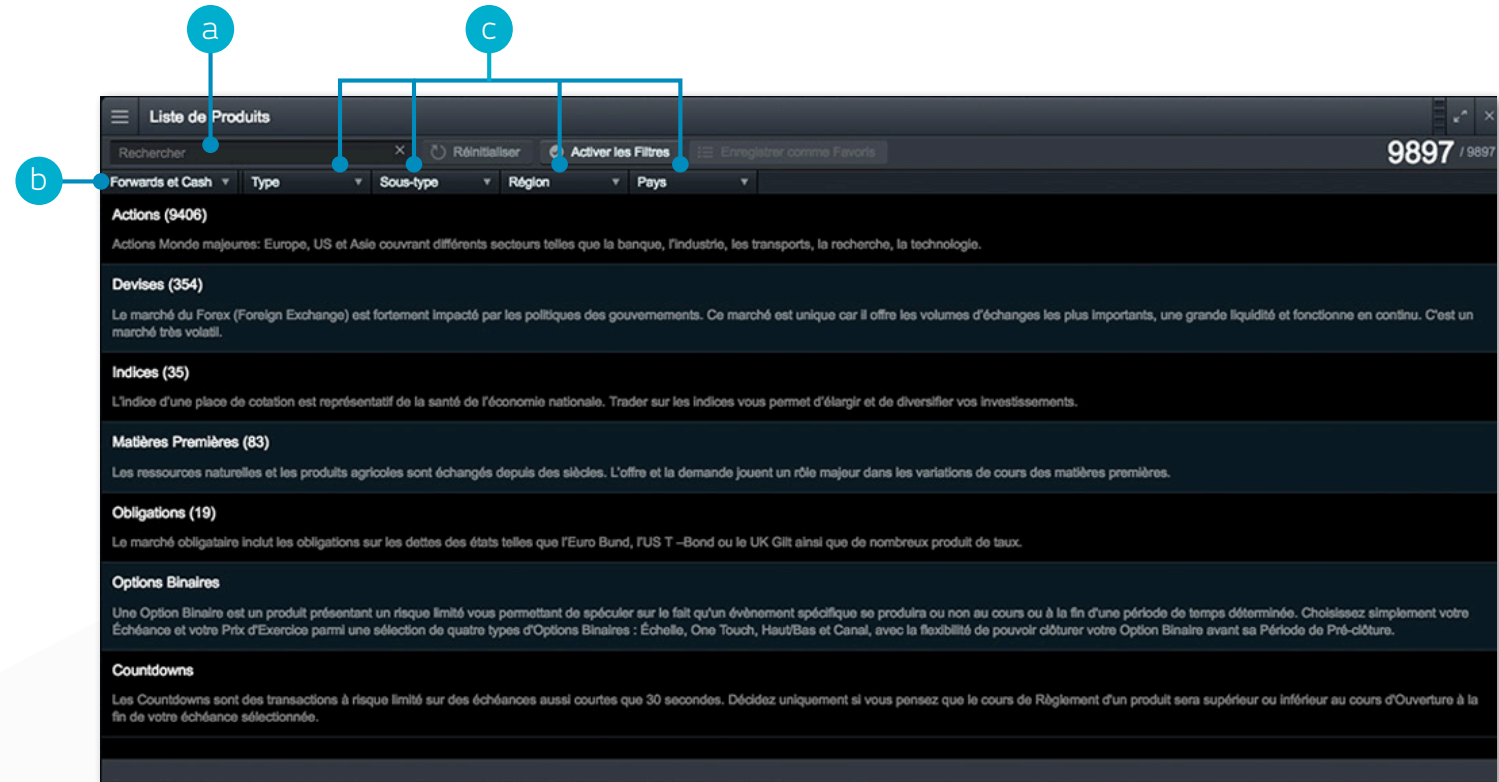 a
c
Liste de Produits
Rechercher
Réinitialiser
Activer les Filtres
Enregistrer comme Favoris
9897 / 9897
b
Forwards et Cash
Type
Sous-type
Région
Pays
Actions (9406)
Actions Monde majeures: Europe, US et Asie couvrant différents secteurs telles que la banque, l'industrie, les transports, la recherche, la technologie.
Devises (354)
Le marché du Forex (Foreign Exchange) est fortement impacté par les politiques des gouvernements. Ce marché est unique car il offre les volumes d'échanges les plus importants, une grande liquidité et fonctionne en continu. C'est un
marché très volatil.
Indices (35)
L'indice d'une place de cotation est représentatif de la santé de l'économie nationale. Trader sur les indices vous permet d'élargir et de diversifier vos investissements.
Matières Premières (83)
Les ressources naturelles et les produits agricoles sont échangés depuis des siècles. L'offre et la demande jouent un rôle majeur dans les variations de cours des matières premières.
Obligations (19)
Le marché obligataire inclut les obligations sur les dettes des états telles que l'Euro Bund, l'US T –Bond ou le UK Gilt ainsi que de nombreux produit de taux.
Options Binaires
Une Option Binaire est un produit présentant un risque limité vous permettant de spéculer sur le fait qu'un évènement spécifique se produira ou non au cours ou à la fin d'une période de temps déterminée. Choisissez simplement votre
Échéance et votre Prix d'Exercice parmi une sélection de quatre types d'Options Binaires : Échelle, One Touch, Haut/Bas et Canal, avec la flexibilité de pouvoir clôturer votre Option Binaire avant sa Période de Pré-clôture.
Countdowns
Les Countdowns sont des transactions à risque limité sur des échéances aussi courtes que 30 secondes. Décidez uniquement si vous pensez que le cours de Règlement d'un produit sera supérieur ou inférieur au cours d'Ouverture à la
fin de votre échéance sélectionnée.